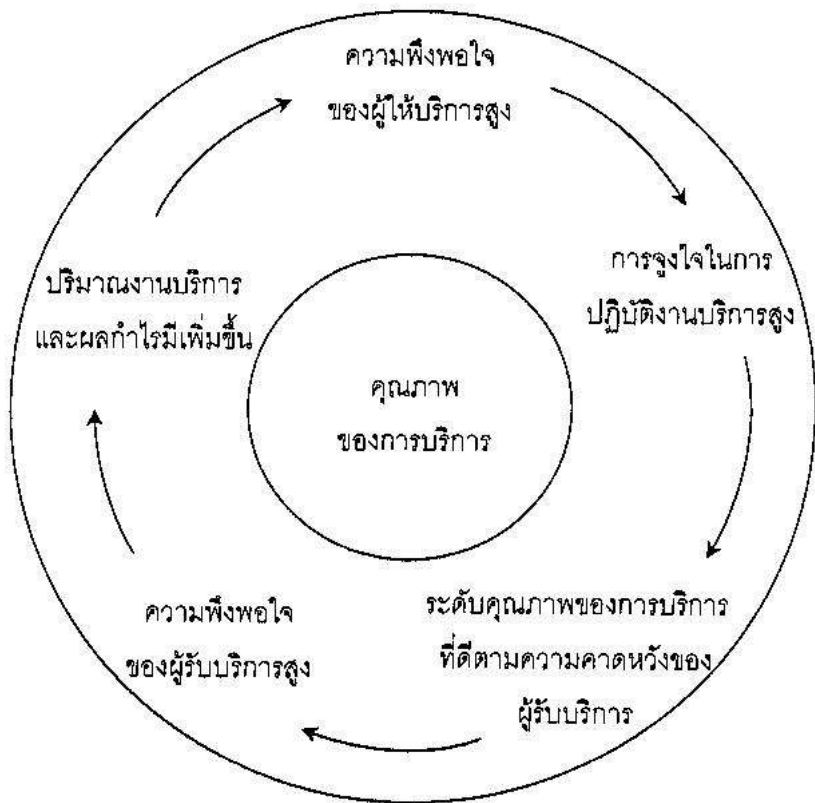 ความพึงพอใจ
ของผู้ให้บริการสูง
การจูงใจในการ
ปฏิบัติงานบริการสูง
ระดับคุณภาพของการบริการ
ที่ดีตามความคาดหวังของ
ผู้รับบริการ
ความพึงพอใจ
ของผู้รับบริการสูง
ปริมาณงานบริการ
และผลกำไรมีเพิ่มขึ้น
คุณภาพ
ของการบริการ